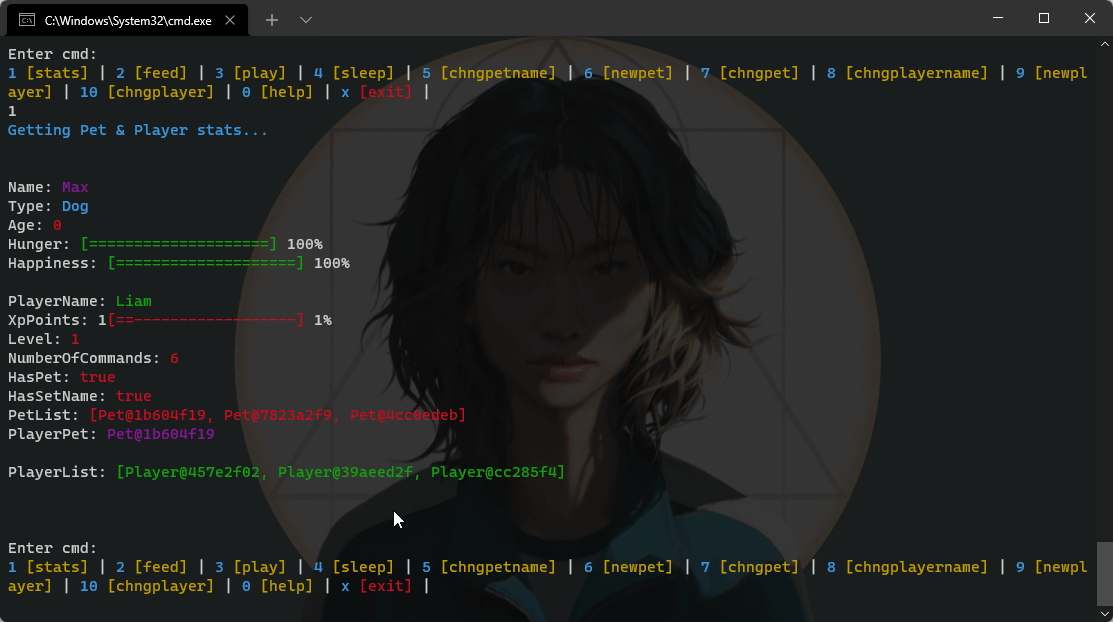 C:\Windows\System32\cmd.exe
Enter cmd:
1 [stats] | 2 [feed] | 3 [play] | 4 [sleep] | 5 [chngpetname] | 6 [newpet] | 7 [chngpet] | 8 [chngplayername] | 9 [newpl
ayer] | 10 [chngplayer] | 0 [help] | x [exit] |
1
Getting Pet & Player stats...
Name: Max
Type: Dog
Age: 0
Hunger: [====================] 100%
Happiness: [====================] 100%
PlayerName: Liam
XpPoints: 1[==------------------] 1%
Level: 1
NumberOfCommands: 6
HasPet: true
HasSetName: true
PetList: [Pet@1b604f19, Pet@7823a2f9, Pet@4cc0edeb]
PlayerPet: Pet@1b604f19
PlayerList: [Player@457e2f02, Player@39aeed2f, Player@cc285f4]
Enter cmd:
1 [stats] | 2 [feed] | 3 [play] | 4 [sleep] | 5 [chngpetname] | 6 [newpet] | 7 [chngpet] | 8 [chngplayername] | 9 [newpl
ayer] | 10 [chngplayer] | 0 [help] | x [exit] |